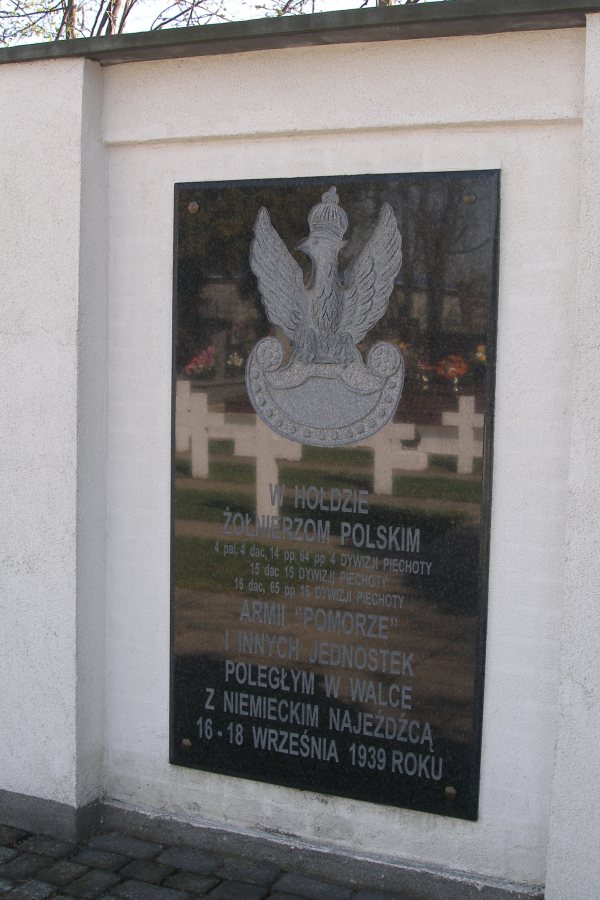 W HOŁDZIE
ŻOŁNIERZOM POLSKIM
4 pal, 4 dac, 14 pp, 64 pp 4 DYWIZJI PIECHOTY
15 dac 15 DYWIZJI PIECHOTY
16 dac, 65 pp 16 DYWIZJI PIECHOTY
ARMII "POMORZE"
I INNYCH JEDNOSTEK
POLEGŁYM W WALCE
Z NIEMIECKIM NAJEŹDŹCĄ
16 - 18 WRZEŚNIA 1939 ROKU